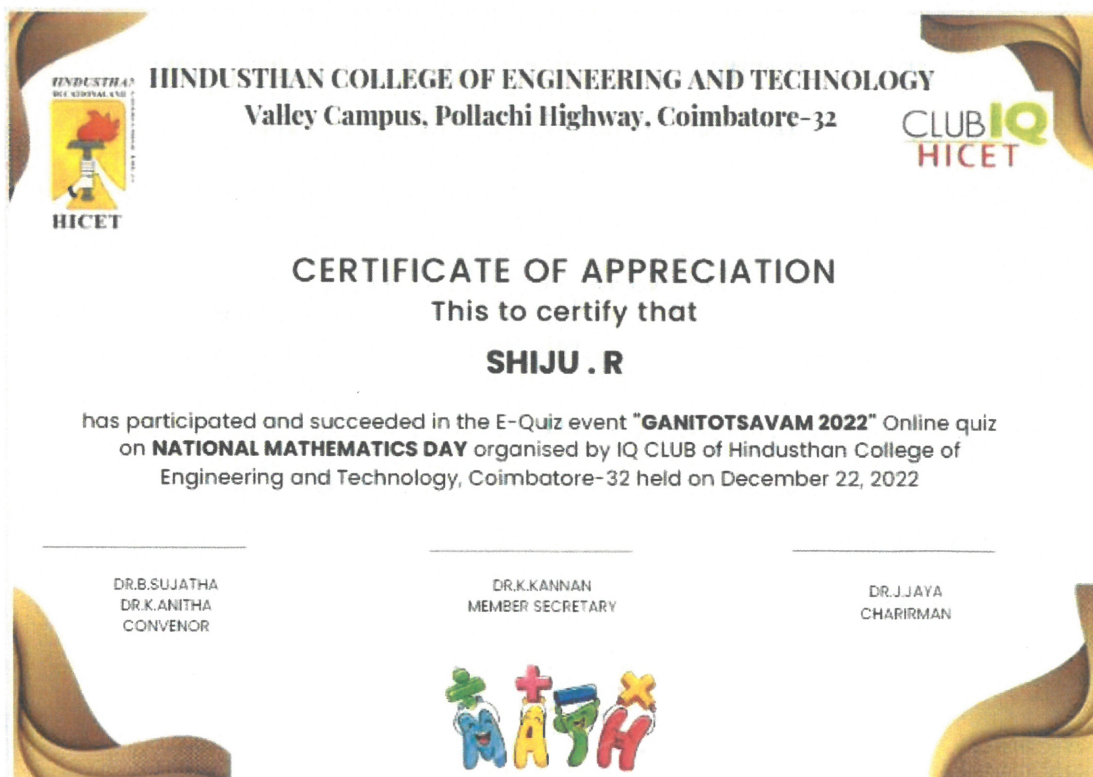 HINDUSTHAN COLLEGE OF ENGINEERING AND TECHNOLOGY
Valley Campus, Pollachi Highway, Coimbatore-32
HINDUSTHAN
HICET
CLUB IQ
HICET
CERTIFICATE OF APPRECIATION
This to certify that
SHIJU . R
has participated and succeeded in the E-Quiz event "GANITOTSAVAM 2022" Online quiz
on NATIONAL MATHEMATICS DAY organised by IQ CLUB of Hindusthan College of
Engineering and Technology, Coimbatore-32 held on December 22, 2022
DR.B.SUJATHA
DR.K.ANITHA
CONVENOR
DR.K.KANNAN
MEMBER SECRETARY
DR.J.JAYA
CHARIRMAN
MATH